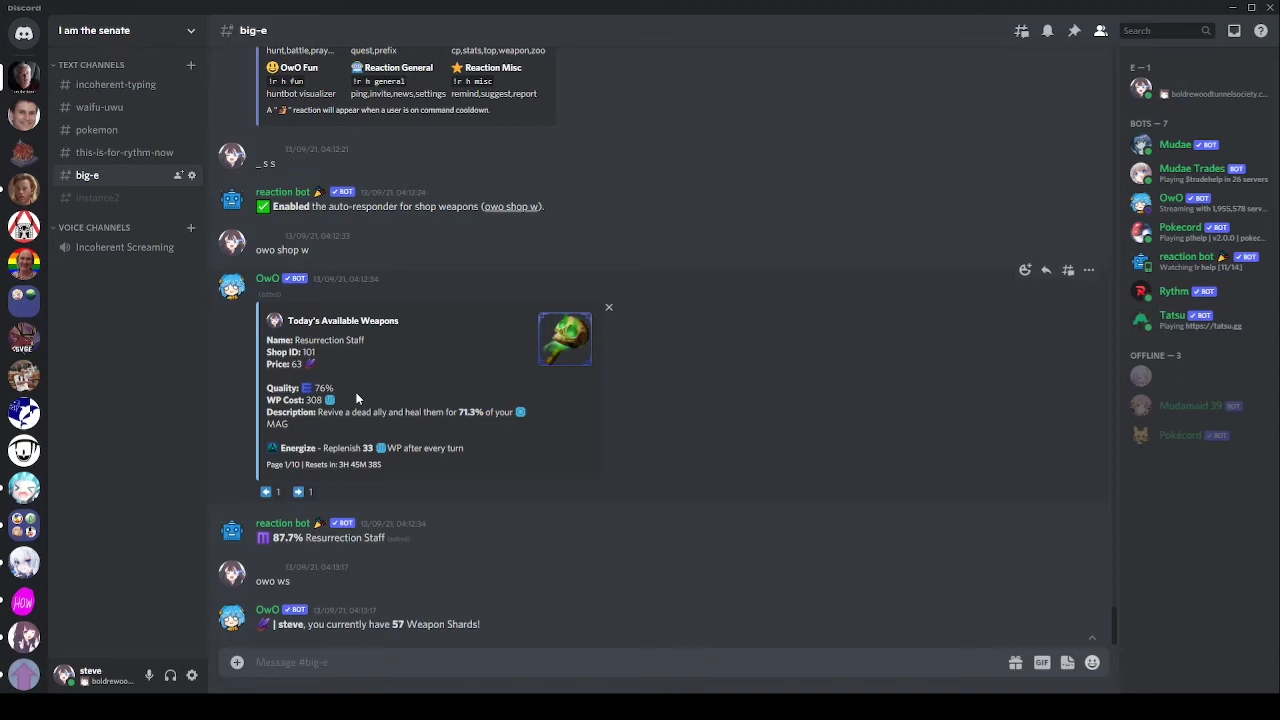 Discord
I am the senate
big-e
Search
TEXT CHANNELS
incoherent-typing
waifu-uwu
pokemon
this-is-for-rythm-now
big-e
instance2
VOICE CHANNELS
Incoherent Screaming
HOW
steve
boldrewoo...
hunt,battle,pray... quest,prefix cp,stats,top,weapon,zoo
OwO Fun Reaction General Reaction Misc
!r h fun !r h general !r h misc
huntbot visualizer ping,invite,news,settings remind,suggest,report
A " " reaction will appear when a user is on command cooldown.
13/09/21, 04:12:21
_s s
reaction bot ✓ BOT 13/09/21, 04:12:24
Enabled the auto-responder for shop weapons (owo shop w).
13/09/21, 04:12:33
owo shop w
OwO ✓ BOT 13/09/21, 04:12:34
(edited)
Today's Available Weapons
Name: Resurrection Staff
Shop ID: 101
Price: 63
Quality: E 76%
WP Cost: 308
Description: Revive a dead ally and heal them for 71.3% of your
MAG
Energize - Replenish 33 WP after every turn
Page 1/10 | Resets in: 3H 45M 38S
1 1
reaction bot ✓ BOT 13/09/21, 04:12:34
M 87.7% Resurrection Staff (edited)
13/09/21, 04:13:17
owo ws
OwO ✓ BOT 13/09/21, 04:13:17
| steve, you currently have 57 Weapon Shards!
Message #big-e
GIF
E — 1
boldrewoodtunnelsociety.c...
BOTS — 7
Mudae ✓ BOT
Mudae Trades BOT
Playing $tradehelp in 26 servers
OwO ✓ BOT
Streaming with 1,955,578 serv...
Pokecord ✓ BOT
Playing p!help | v2.0.0 | pokec...
reaction bot ✓ BOT
Watching !r help [11/14]
Rythm ✓ BOT
Tatsu ✓ BOT
Playing https://tatsu.gg
OFFLINE — 3
Mudamaid 39 BOT
Pokécord ✓ BOT